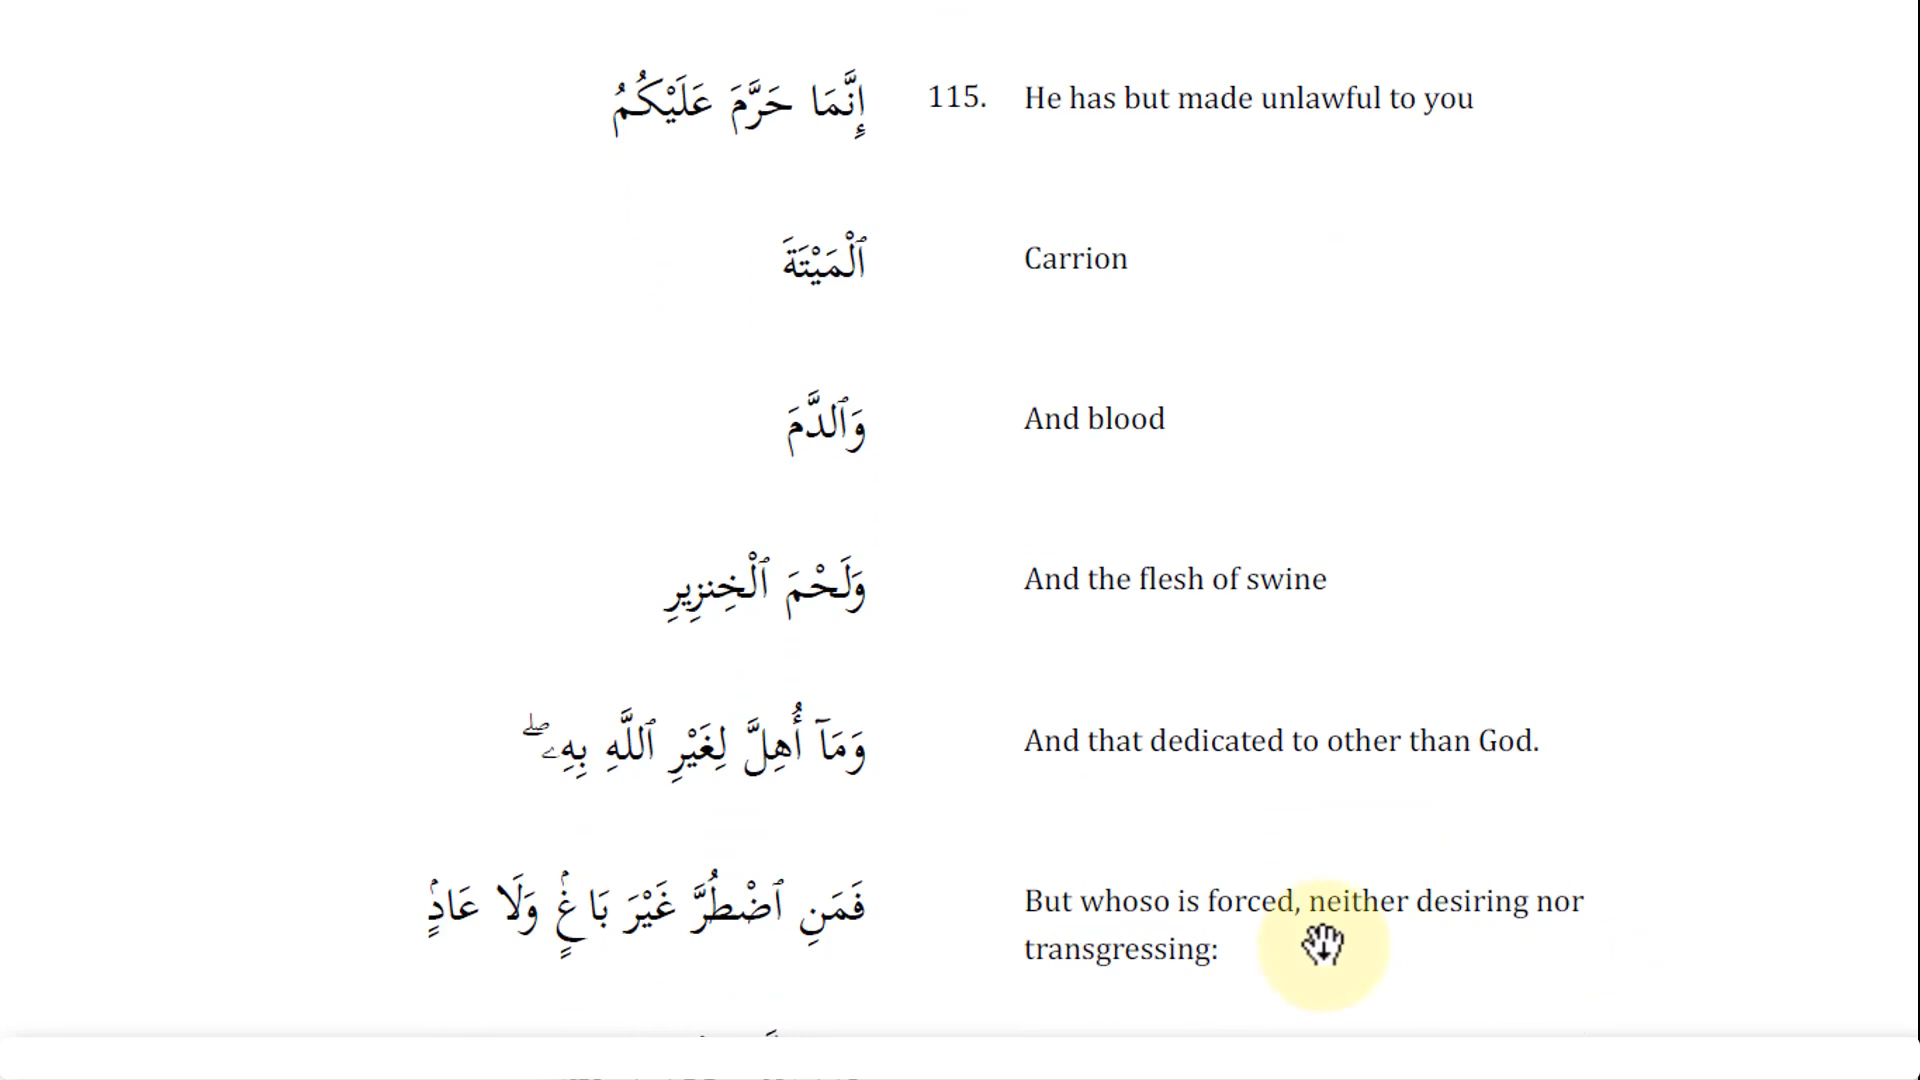 إِنَّمَا حَرَّمَ عَلَيْكُمُ 115. He has but made unlawful to you
ٱلْمَيْتَةَ Carrion
وَٱلدَّمَ And blood
وَلَحْمَ ٱلْخِنزِيرِ And the flesh of swine
وَمَآ أُهِلَّ لِغَيْرِ ٱللَّهِ بِهِۦ ۖ And that dedicated to other than God.
فَمَنِ ٱضْطُرَّ غَيْرَ بَاغٍۢ وَلَا عَادٍۢ But whoso is forced, neither desiring nor
transgressing: